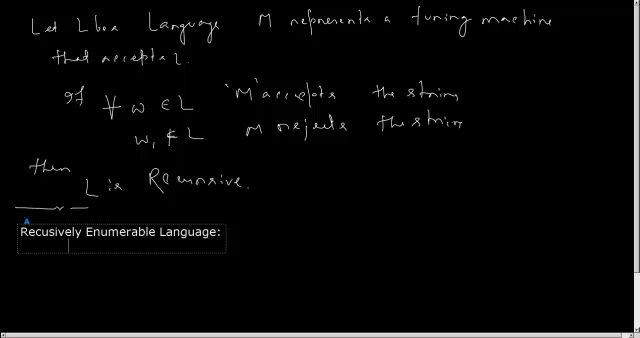 Let L be a Language M represents a turing machine
that accepts L.
If ∀ w ∈ L 'M' accepts the string
w, ∉ L M rejects the string
then
L is Recursive.
Recusively Enumerable Language: